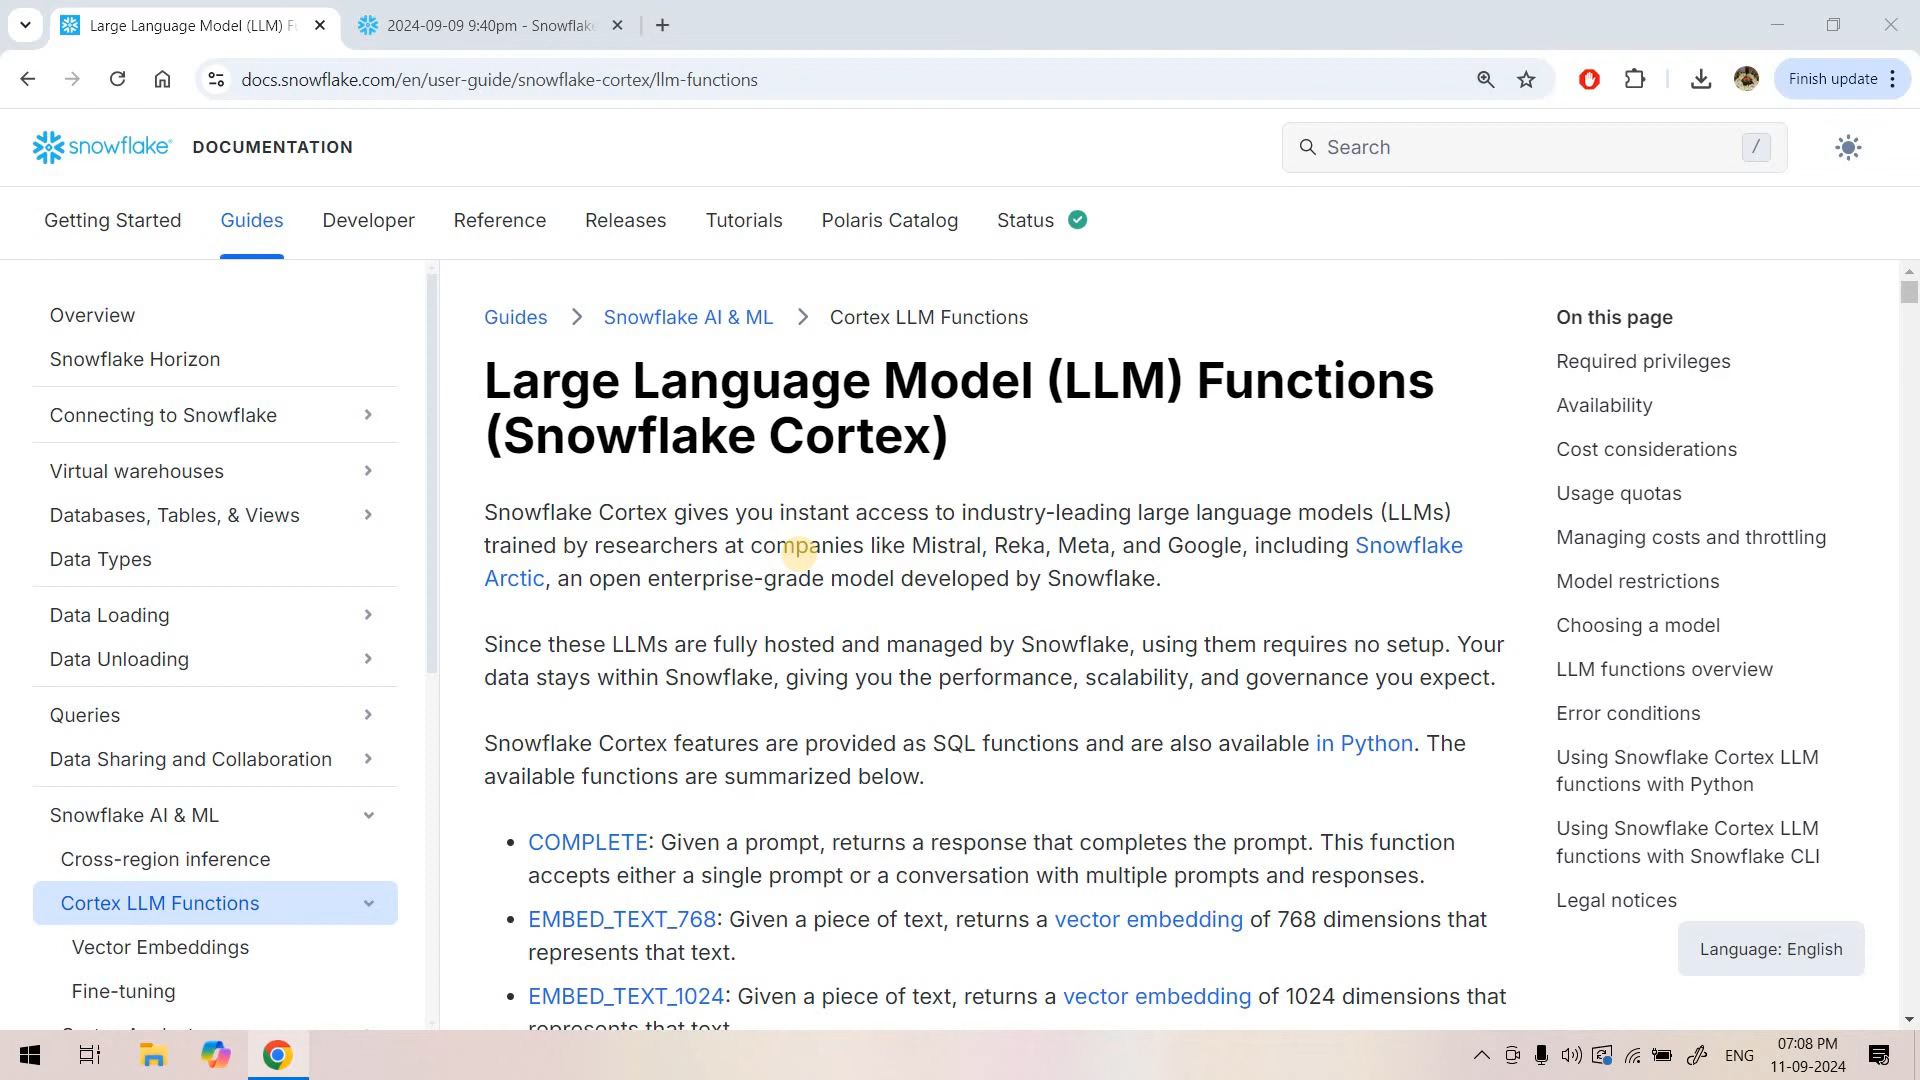 Large Language Model (LLM) F
2024-09-09 9:40pm - Snowflake
docs.snowflake.com/en/user-guide/snowflake-cortex/llm-functions
Finish update
snowflake
DOCUMENTATION
Search
/
Getting Started
Guides
Developer
Reference
Releases
Tutorials
Polaris Catalog
Status
Overview
Snowflake Horizon
Connecting to Snowflake
Virtual warehouses
Databases, Tables, & Views
Data Types
Data Loading
Data Unloading
Queries
Data Sharing and Collaboration
Snowflake AI & ML
Cross-region inference
Cortex LLM Functions
Vector Embeddings
Fine-tuning
Guides > Snowflake AI & ML > Cortex LLM Functions
Large Language Model (LLM) Functions
(Snowflake Cortex)
Snowflake Cortex gives you instant access to industry-leading large language models (LLMs)
trained by researchers at companies like Mistral, Reka, Meta, and Google, including Snowflake
Arctic, an open enterprise-grade model developed by Snowflake.
Since these LLMs are fully hosted and managed by Snowflake, using them requires no setup. Your
data stays within Snowflake, giving you the performance, scalability, and governance you expect.
Snowflake Cortex features are provided as SQL functions and are also available in Python. The
available functions are summarized below.
• COMPLETE: Given a prompt, returns a response that completes the prompt. This function
accepts either a single prompt or a conversation with multiple prompts and responses.
• EMBED_TEXT_768: Given a piece of text, returns a vector embedding of 768 dimensions that
represents that text.
• EMBED_TEXT_1024: Given a piece of text, returns a vector embedding of 1024 dimensions that
represents that text
On this page
Required privileges
Availability
Cost considerations
Usage quotas
Managing costs and throttling
Model restrictions
Choosing a model
LLM functions overview
Error conditions
Using Snowflake Cortex LLM
functions with Python
Using Snowflake Cortex LLM
functions with Snowflake CLI
Legal notices
Language: English
ENG
07:08 PM
11-09-2024